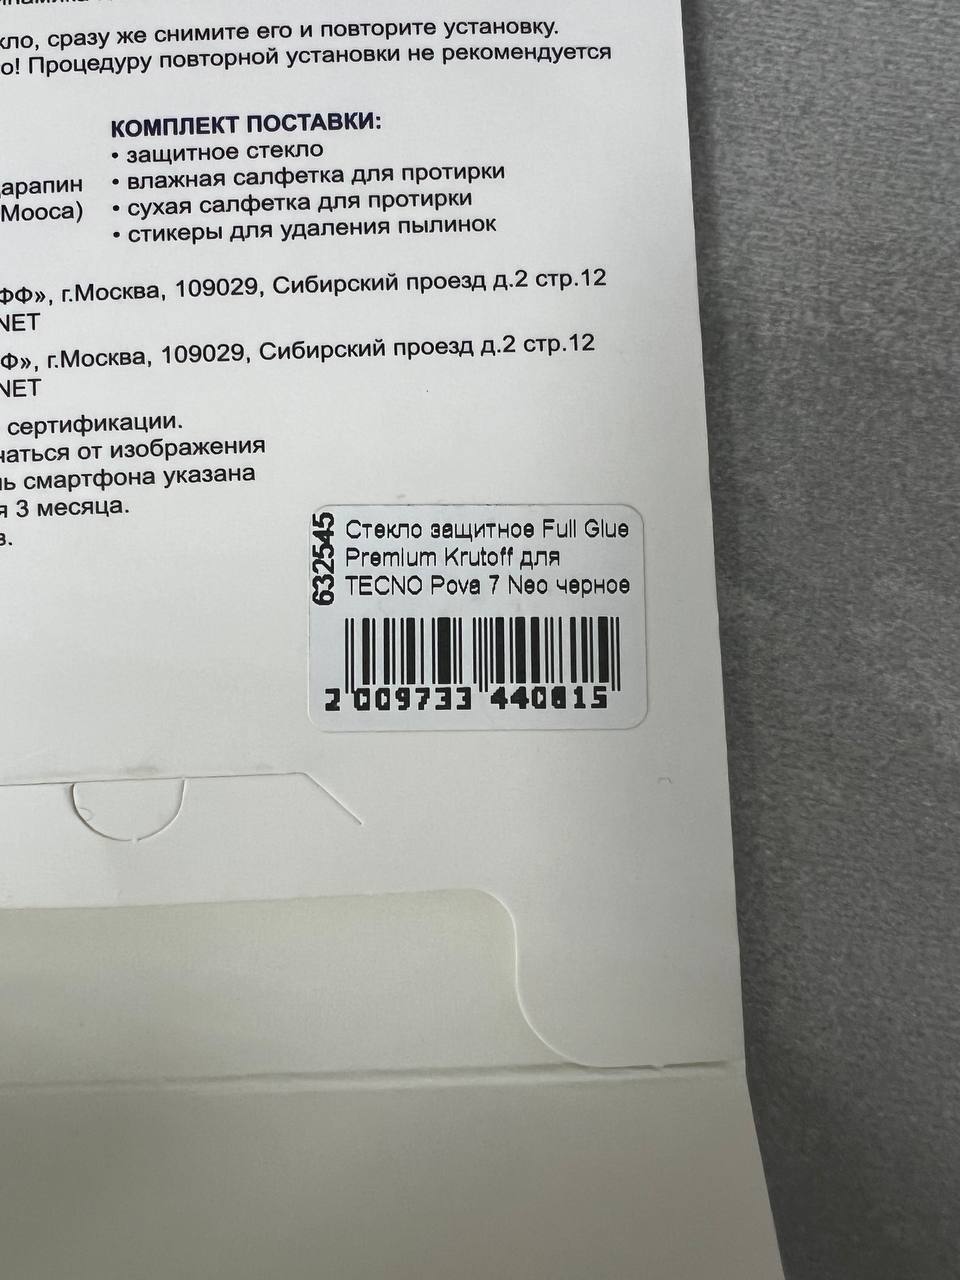 кло, сразу же снимите его и повторите установку.
о! Процедуру повторной установки не рекомендуется
КОМПЛЕКТ ПОСТАВКИ:
• защитное стекло
арапин • влажная салфетка для протирки
Мооса) • сухая салфетка для протирки
• стикеры для удаления пылинок
ФФ», г.Москва, 109029, Сибирский проезд д.2 стр.12
NET
Ф», г.Москва, 109029, Сибирский проезд д.2 стр.12
NET
сертификации.
чаться от изображения
ль смартфона указана
я 3 месяца.
в.
632545
Стекло защитное Full Glue
Premium Krutoff для
TECNO Pova 7 Neo черное
2 009733 440815